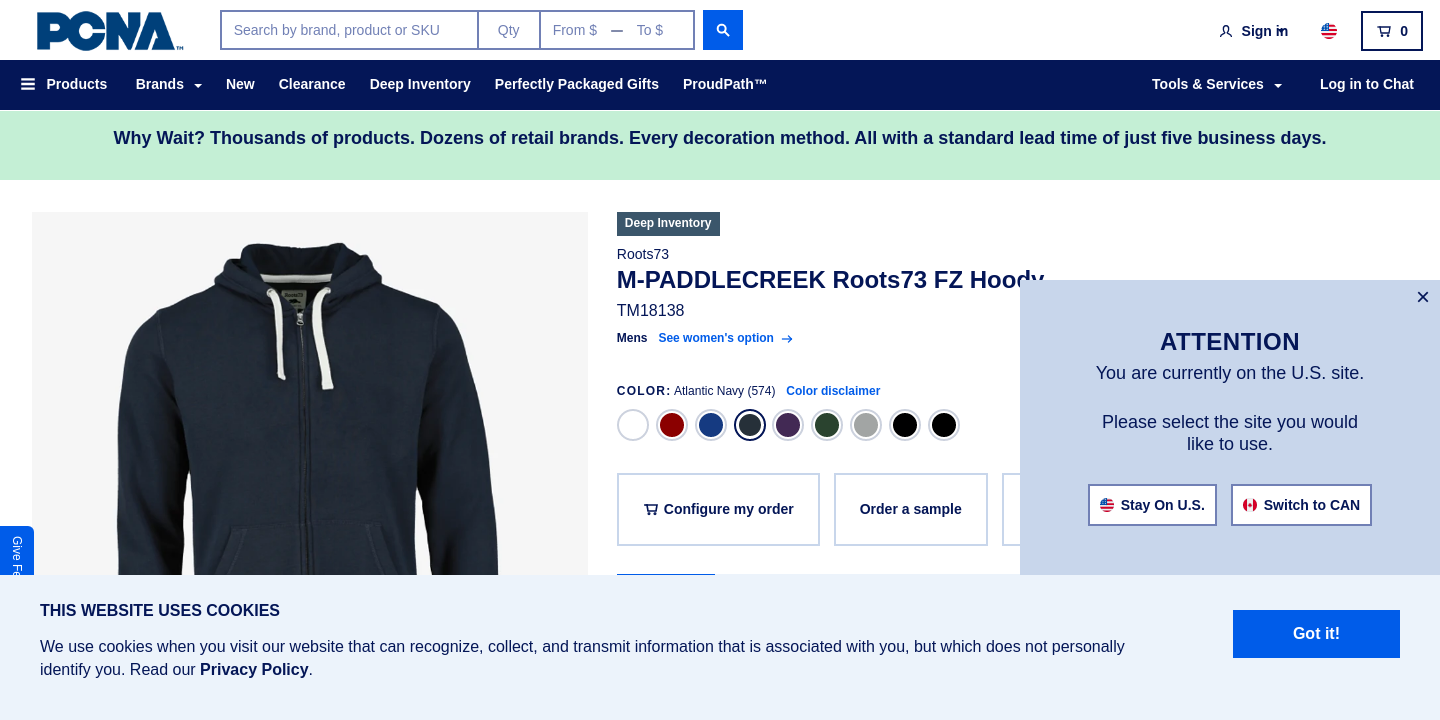 PCNA™
Search by brand, product or SKU
Qty
From $ — To $
Sign in
0
Products
Brands
New
Clearance
Deep Inventory
Perfectly Packaged Gifts
ProudPath™
Tools & Services
Log in to Chat
Why Wait? Thousands of products. Dozens of retail brands. Every decoration method. All with a standard lead time of just five business days.
Deep Inventory
Roots73
M-PADDLECREEK Roots73 FZ Hoody
TM18138
Mens See women's option
COLOR: Atlantic Navy (574) Color disclaimer
Configure my order
Order a sample
×
ATTENTION
You are currently on the U.S. site.
Please select the site you would
like to use.
Stay On U.S.
Switch to CAN
Give Fe
THIS WEBSITE USES COOKIES
We use cookies when you visit our website that can recognize, collect, and transmit information that is associated with you, but which does not personally
identify you. Read our Privacy Policy.
Got it!